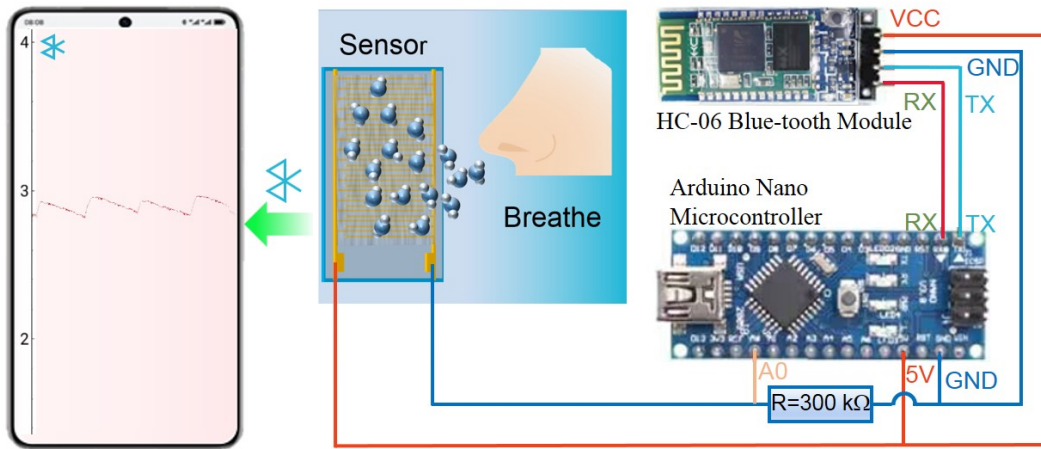 08:08
4
3
2
Sensor
Breathe
VCC
GND
RX
TX
HC-06 Blue-tooth Module
Arduino Nano
Microcontroller
RX
TX
A0
5V
GND
R=300 kΩ